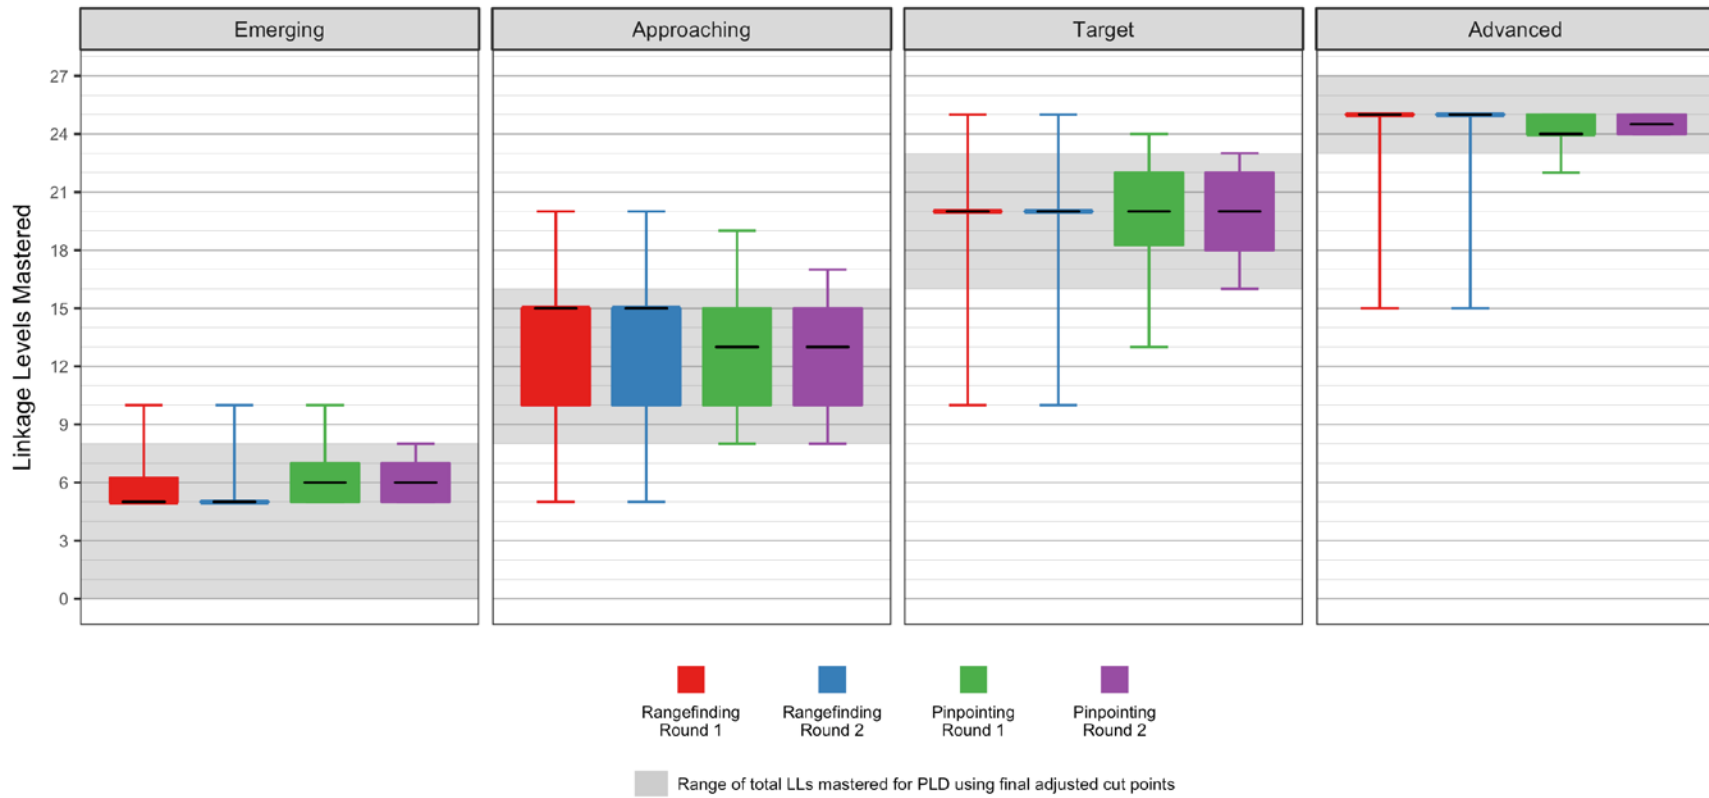 Emerging
Approaching
Target
Advanced
Linkage Levels Mastered
27
24
21
18
15
12
9
6
3
0
Rangefinding
Round 1
Rangefinding
Round 2
Pinpointing
Round 1
Pinpointing
Round 2
Range of total LLs mastered for PLD using final adjusted cut points